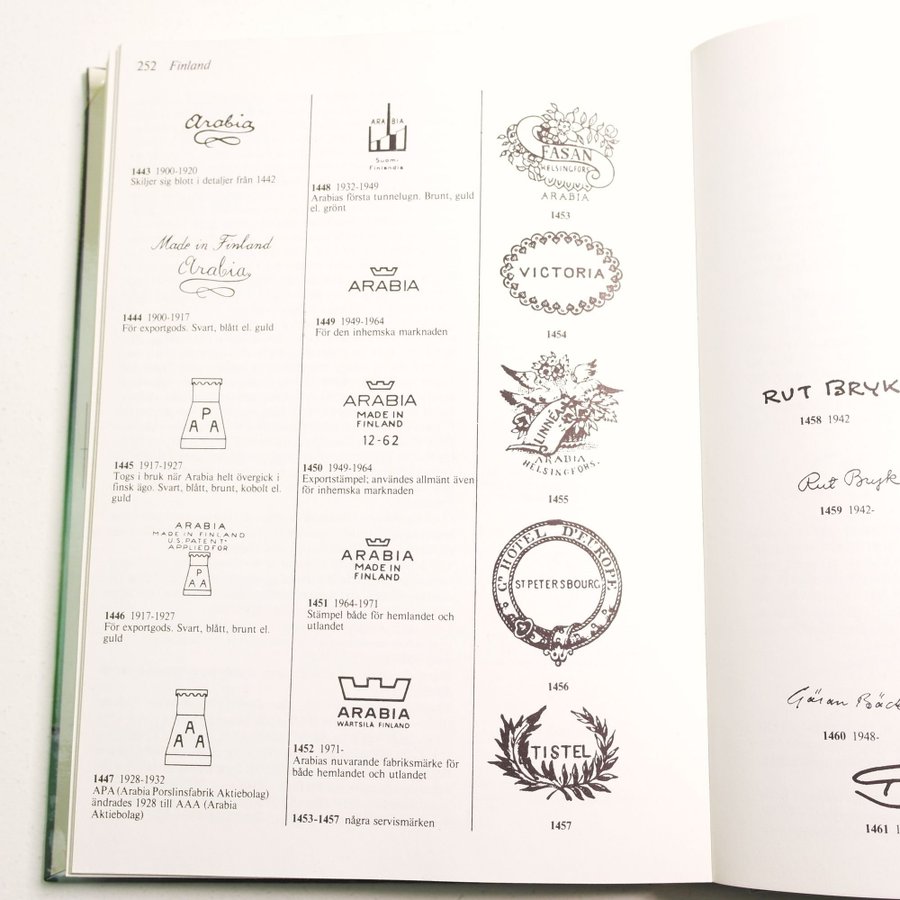 252 Finland
Arabia
1443 1900-1920
Skiljer sig blott i detaljer från 1442
Made in Finland
Arabia
1444 1900-1917
För exportgods. Svart, blått el. guld
P
A A
1445 1917-1927
Togs i bruk när Arabia helt övergick i
finsk ägo. Svart, blått, brunt, kobolt el.
guld
ARABIA
MADE IN FINLAND
U.S. PATENT
APPLIED FOR
P
A A
1446 1917-1927
För exportgods. Svart, blått, brunt el.
guld
A
A A
1447 1928-1932
APA (Arabia Porslinsfabrik Aktiebolag)
ändrades 1928 till AAA (Arabia
Aktiebolag)
ARABIA
Suomi
Finlandia
1448 1932-1949
Arabias första tunnelugn. Brunt, guld
el. grönt
ARABIA
1449 1949-1964
För den inhemska marknaden
ARABIA
MADE IN
FINLAND
12-62
1450 1949-1964
Exportstämpel; användes allmänt även
för inhemska marknaden
ARABIA
MADE IN
FINLAND
1451 1964-1971
Stämpel både för hemlandet och
utlandet
ARABIA
WÄRTSILÄ FINLAND
1452 1971-
Arabias nuvarande fabriksmärke för
både hemlandet och utlandet
1453-1457 några servismärken
FASAN
HELSINGFORS
ARABIA
1453
VICTORIA
1454
LINNEA
ARABIA
HELSINGFORS.
1455
GD HOTEL D'EUROPE
ST PETERSBOURG
1456
TISTEL
1457
RUT BRYK
1458 1942
Rut Bryk
1459 1942-
Göran Bäck
1460 1948-
1461